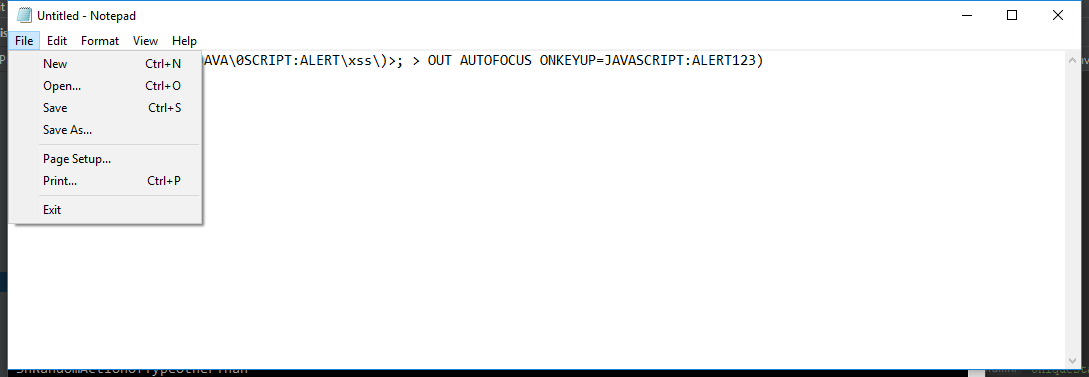 Untitled - Notepad
File Edit Format View Help
AVA\0SCRIPT:ALERT\xss\)>; > OUT AUTOFOCUS ONKEYUP=JAVASCRIPT:ALERT123)
New Ctrl+N
Open... Ctrl+O
Save Ctrl+S
Save As...
Page Setup...
Print... Ctrl+P
Exit